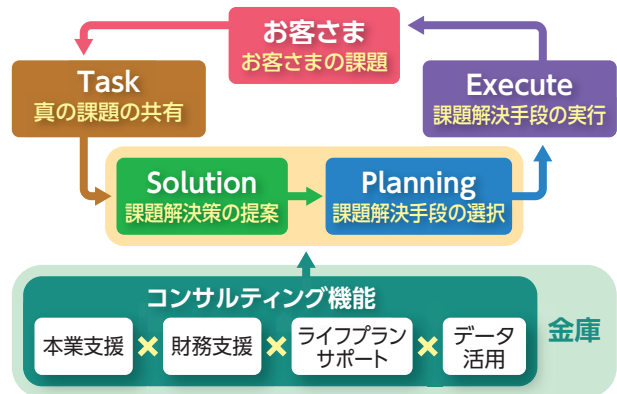 お客さま
お客さまの課題
Task
真の課題の共有
Execute
課題解決手段の実行
Solution
課題解決策の提案
Planning
課題解決手段の選択
コンサルティング機能
金庫
本業支援
×
財務支援
×
ライフプラン
サポート
×
データ
活用